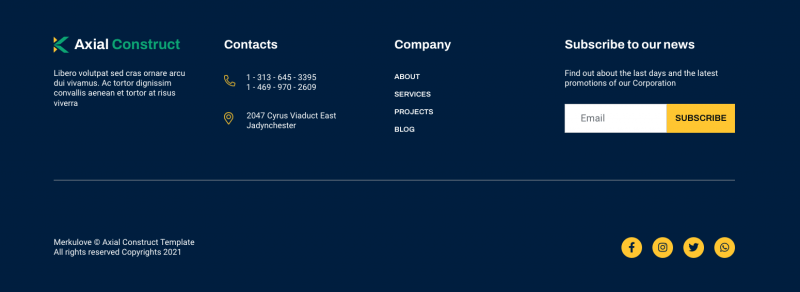 Axial Construct
Libero volutpat sed cras ornare arcu
dui vivamus. Ac tortor dignissim
convallis aenean et tortor at risus
viverra
Contacts
1 - 313 - 645 - 3395
1 - 469 - 970 - 2609
2047 Cyrus Viaduct East
Jadynchester
Company
ABOUT
SERVICES
PROJECTS
BLOG
Subscribe to our news
Find out about the last days and the latest
promotions of our Corporation
Email
SUBSCRIBE
Merkulove © Axial Construct Template
All rights reserved Copyrights 2021